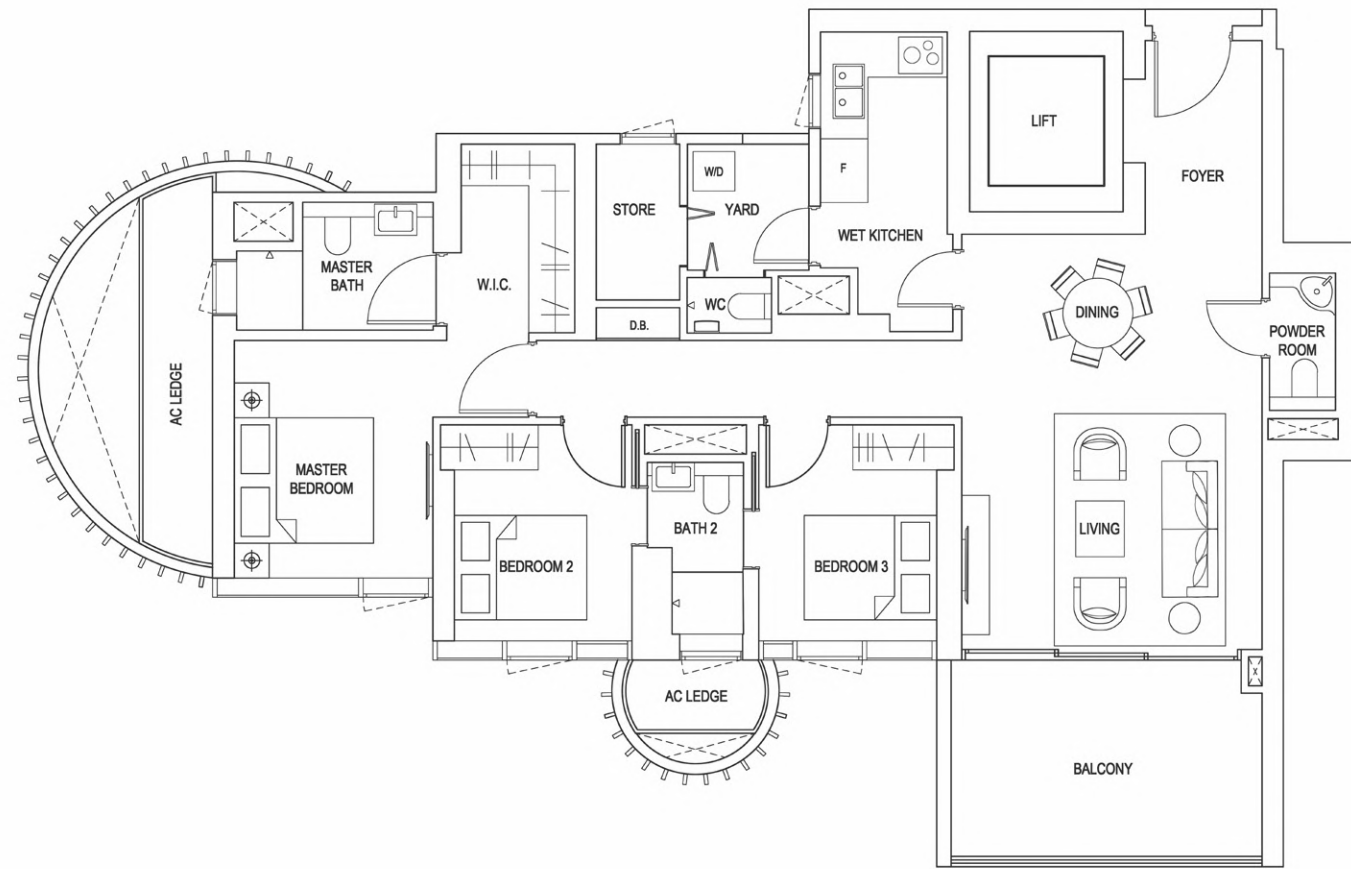 LIFT
W/D
F
FOYER
STORE
YARD
WET KITCHEN
MASTER
BATH
W.I.C.
WC
D.B.
DINING
POWDER
ROOM
AC LEDGE
MASTER
BEDROOM
LIVING
BATH 2
BEDROOM 2
BEDROOM 3
AC LEDGE
BALCONY